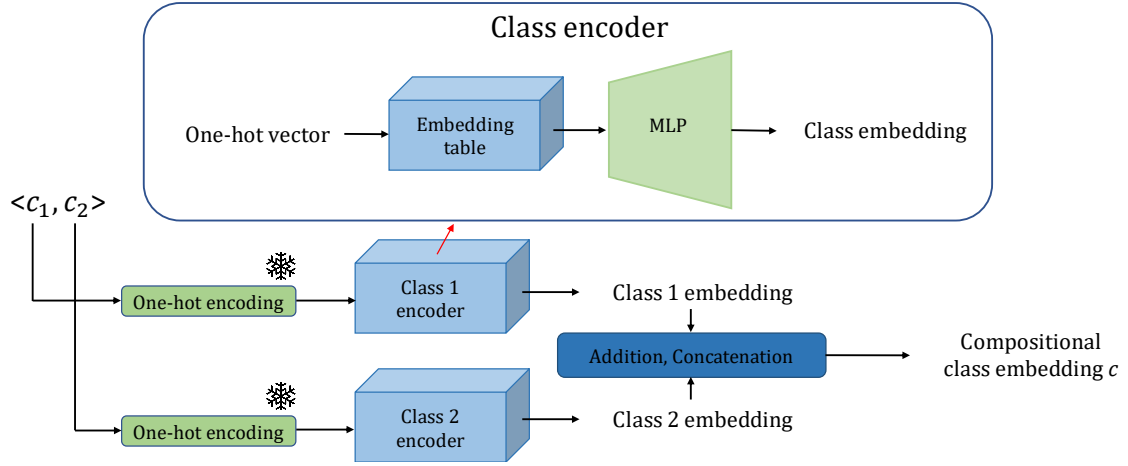 Class encoder
One-hot vector
Embedding
table
MLP
Class embedding
<c₁, c₂>
One-hot encoding
Class 1
encoder
Class 1 embedding
Addition, Concatenation
Compositional
class embedding c
One-hot encoding
Class 2
encoder
Class 2 embedding